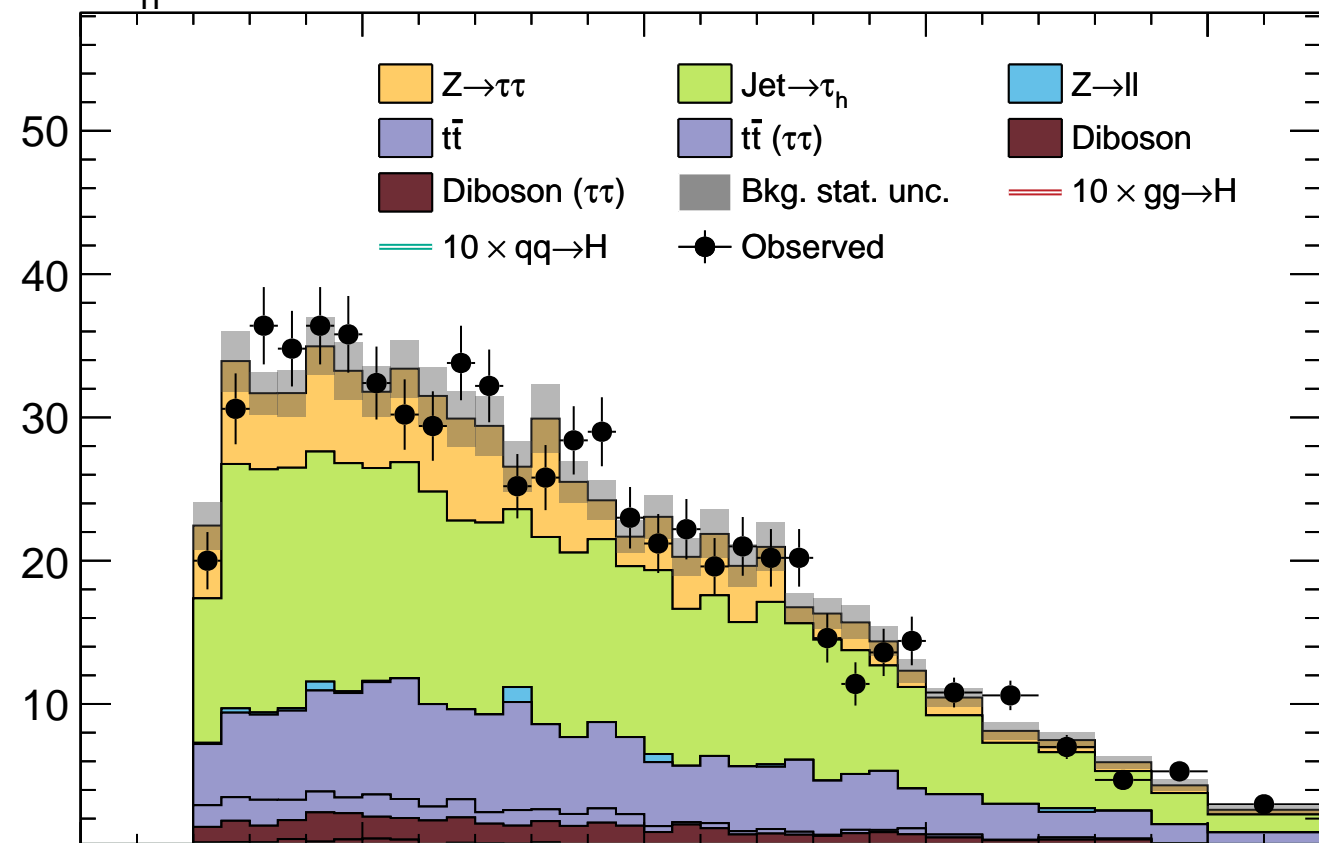 Z→ττ Jet→τh Z→ll
50
tt̄ tt̄ (ττ) Diboson
Diboson (ττ) Bkg. stat. unc. 10 × gg→H
10 × qq→H Observed
40
30
20
10